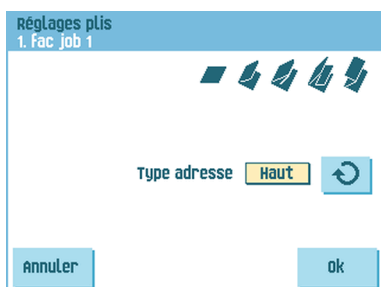 Réglages plis
1. Fac job 1
Type adresse Haut
Annuler Ok